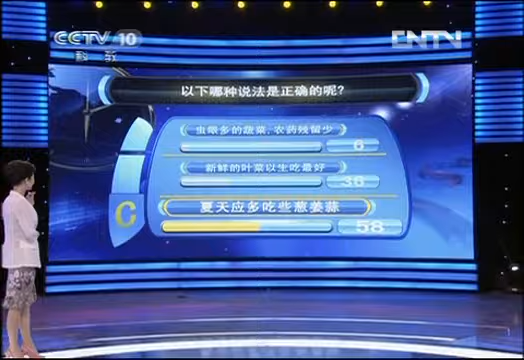 CCTV 10
科教
CNTV
以下哪种说法是正确的呢?
虫眼多的蔬菜,农药残留少
6
新鲜的叶菜以生吃最好
36
C
夏天应多吃些葱姜蒜
58